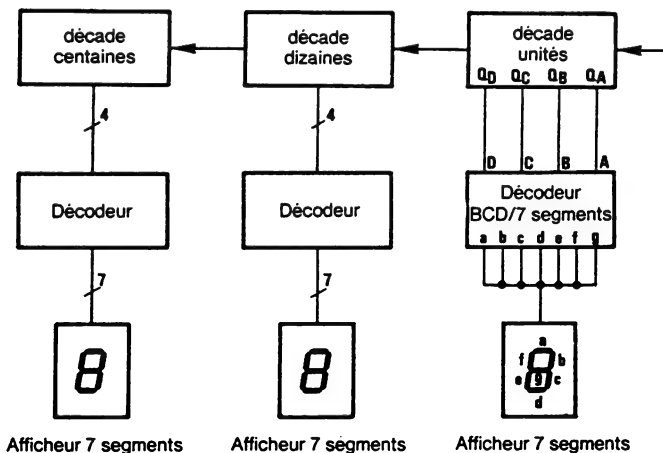 décade
centaines
décade
dizaines
décade
unités
QD QC QB QA
4
4
D C B A
Décodeur
Décodeur
Décodeur
BCD/7 segments
a b c d e f g
7
7
8
8
a
f b
g
e c
d
Afficheur 7 segments
Afficheur 7 segments
Afficheur 7 segments